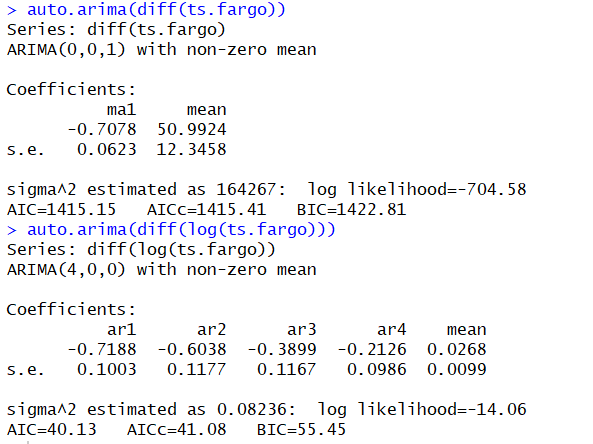 > auto.arima(diff(ts.fargo))
Series: diff(ts.fargo)
ARIMA(0,0,1) with non-zero mean
Coefficients:
ma1 mean
-0.7078 50.9924
s.e. 0.0623 12.3458
sigma^2 estimated as 164267: log likelihood=-704.58
AIC=1415.15 AICc=1415.41 BIC=1422.81
> auto.arima(diff(log(ts.fargo)))
Series: diff(log(ts.fargo))
ARIMA(4,0,0) with non-zero mean
Coefficients:
ar1 ar2 ar3 ar4 mean
-0.7188 -0.6038 -0.3899 -0.2126 0.0268
s.e. 0.1003 0.1177 0.1167 0.0986 0.0099
sigma^2 estimated as 0.08236: log likelihood=-14.06
AIC=40.13 AICc=41.08 BIC=55.45